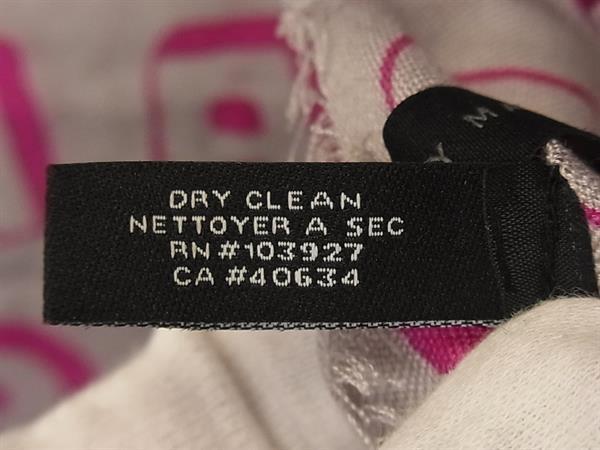 DRY CLEAN
NETTOYER A SEC
RN #103927
CA #40634
Y M